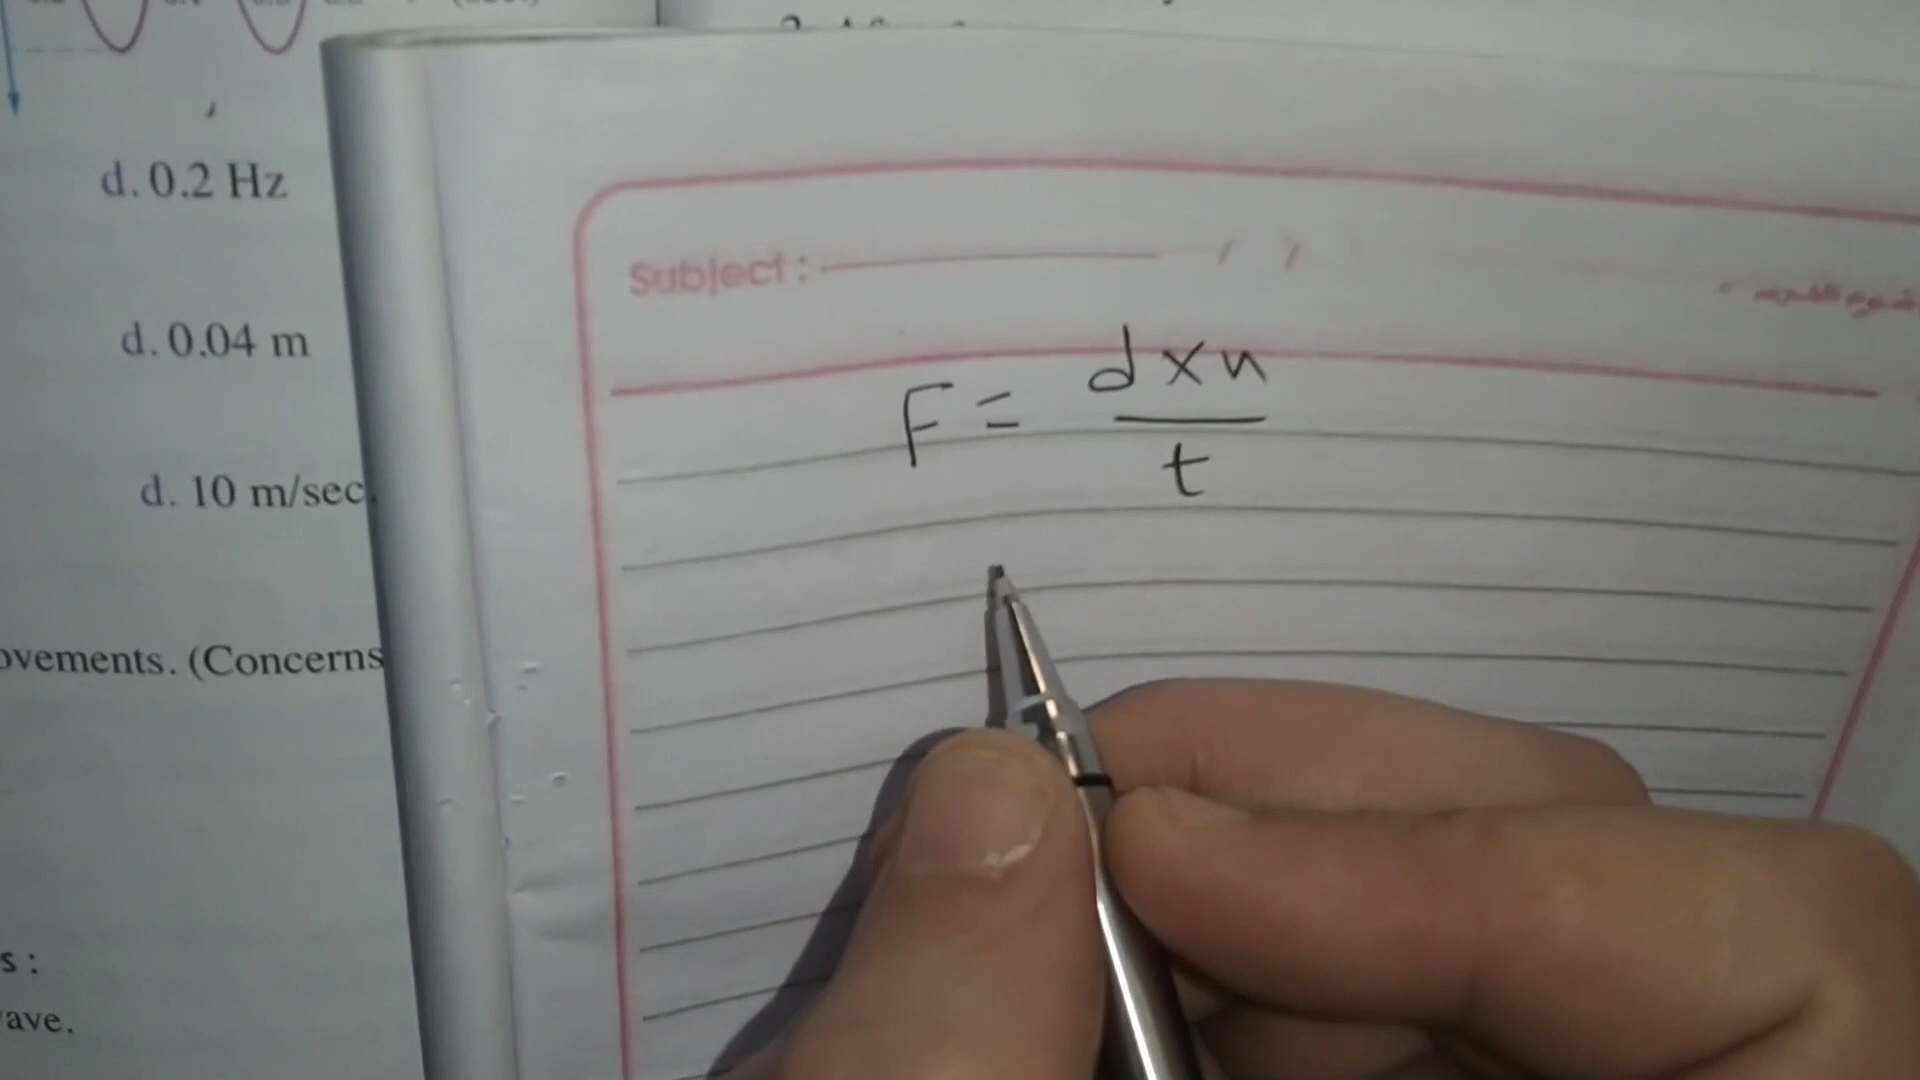 d. 0.2 Hz
d. 0.04 m
d. 10 m/sec.
ovements. (Concerns
s :
ave.
Subject :
F = d x n
t